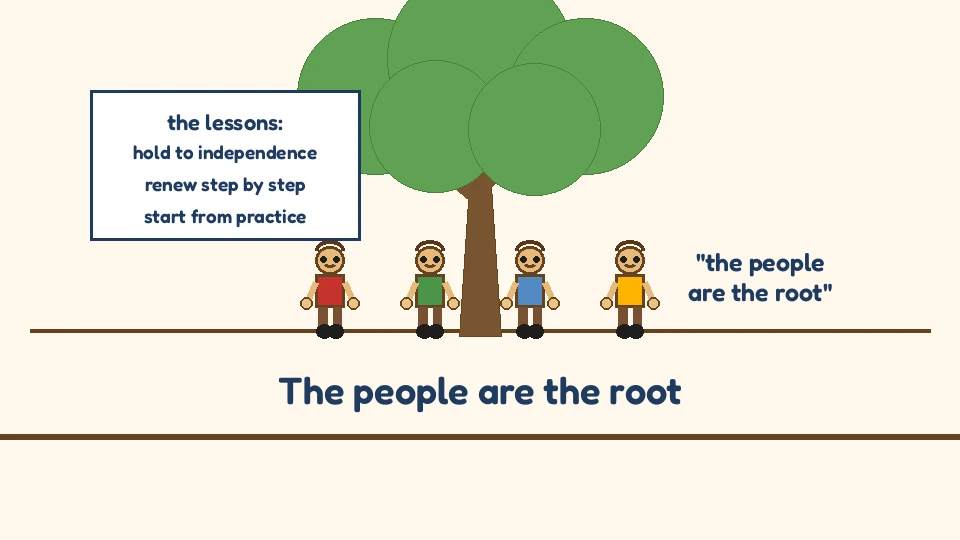 the lessons:
hold to independence
renew step by step
start from practice
"the people
are the root"
The people are the root